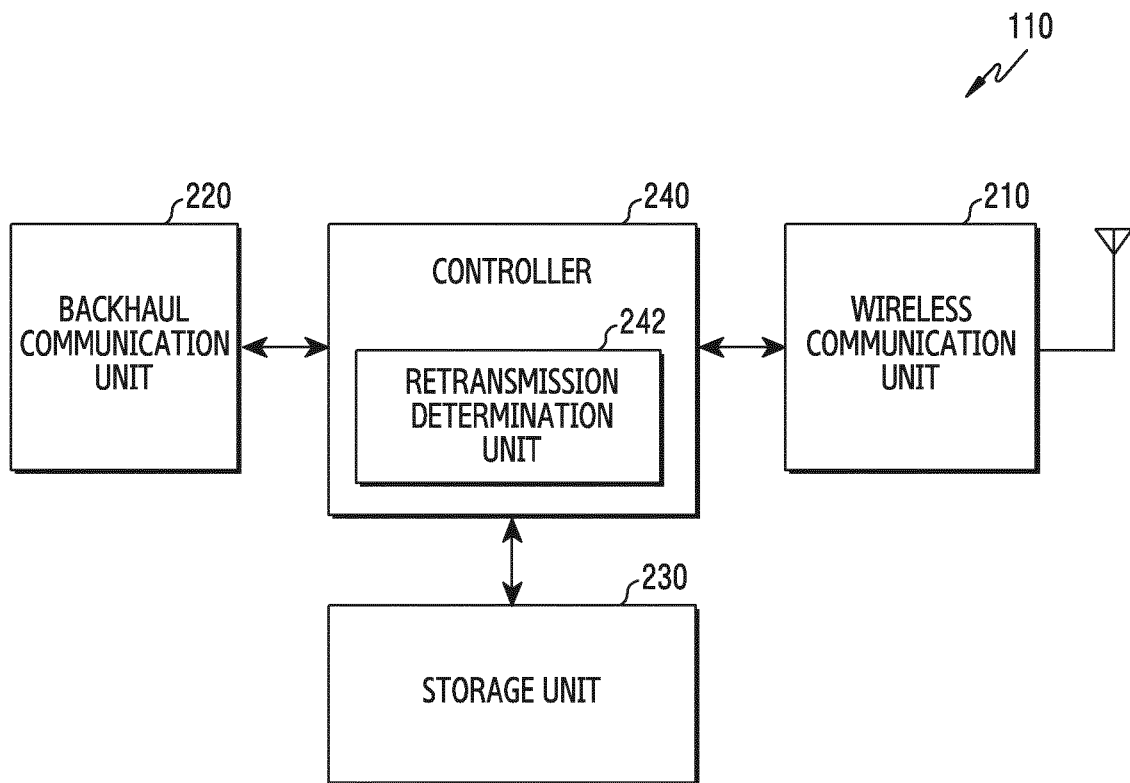 110
220
BACKHAUL
COMMUNICATION
UNIT
240
CONTROLLER
242
RETRANSMISSION
DETERMINATION
UNIT
210
WIRELESS
COMMUNICATION
UNIT
230
STORAGE UNIT